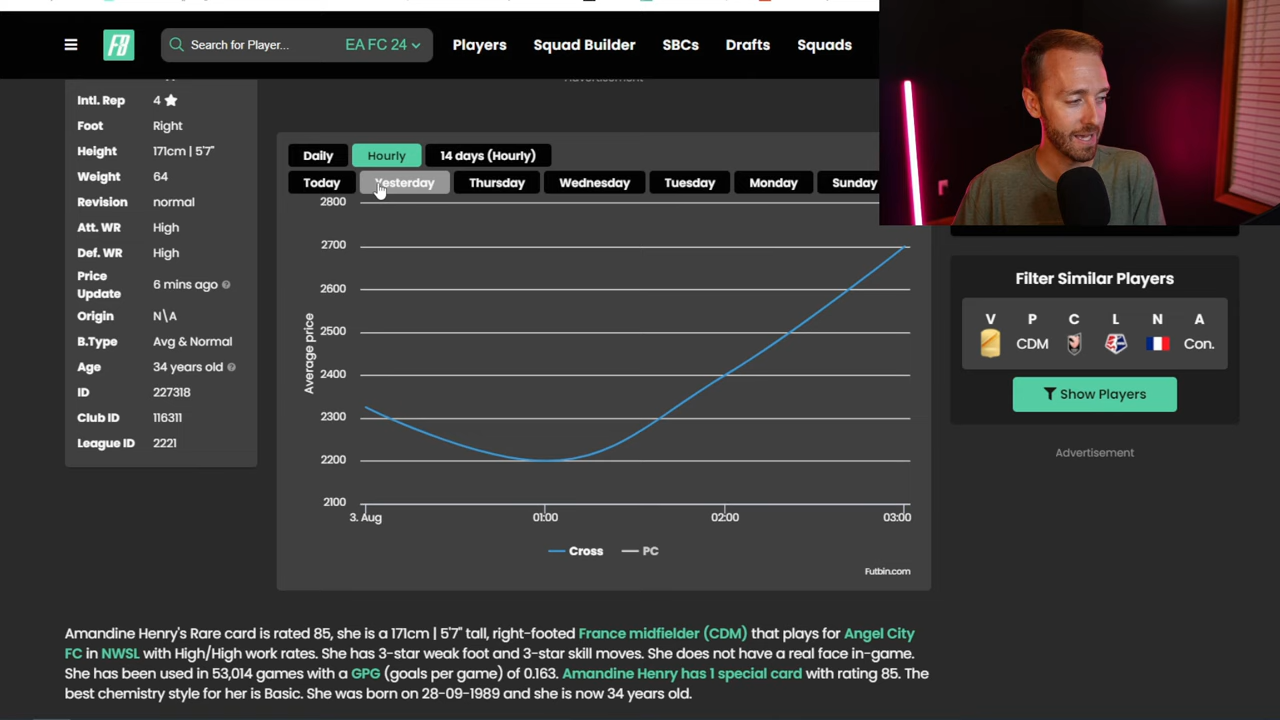 FB
Search for Player...
EA FC 24
Players
Squad Builder
SBCs
Drafts
Squads
Advertisement
Intl. Rep 4
Foot Right
Height 171cm | 5'7"
Weight 64
Revision normal
Att. WR High
Def. WR High
Price Update 6 mins ago
Origin N\A
B.Type Avg & Normal
Age 34 years old
ID 227318
Club ID 116311
League ID 2221
Daily
Hourly
14 days (Hourly)
Today
Yesterday
Thursday
Wednesday
Tuesday
Monday
Sunday
2800
2700
2600
2500
2400
2300
2200
2100
Average price
3. Aug
01:00
02:00
03:00
Cross
PC
Futbin.com
Filter Similar Players
V P C L N A
CDM Con.
Show Players
Advertisement
Amandine Henry's Rare card is rated 85, she is a 171cm | 5'7" tall, right-footed France midfielder (CDM) that plays for Angel City
FC in NWSL with High/High work rates. She has 3-star weak foot and 3-star skill moves. She does not have a real face in-game.
She has been used in 53,014 games with a GPG (goals per game) of 0.163. Amandine Henry has 1 special card with rating 85. The
best chemistry style for her is Basic. She was born on 28-09-1989 and she is now 34 years old.